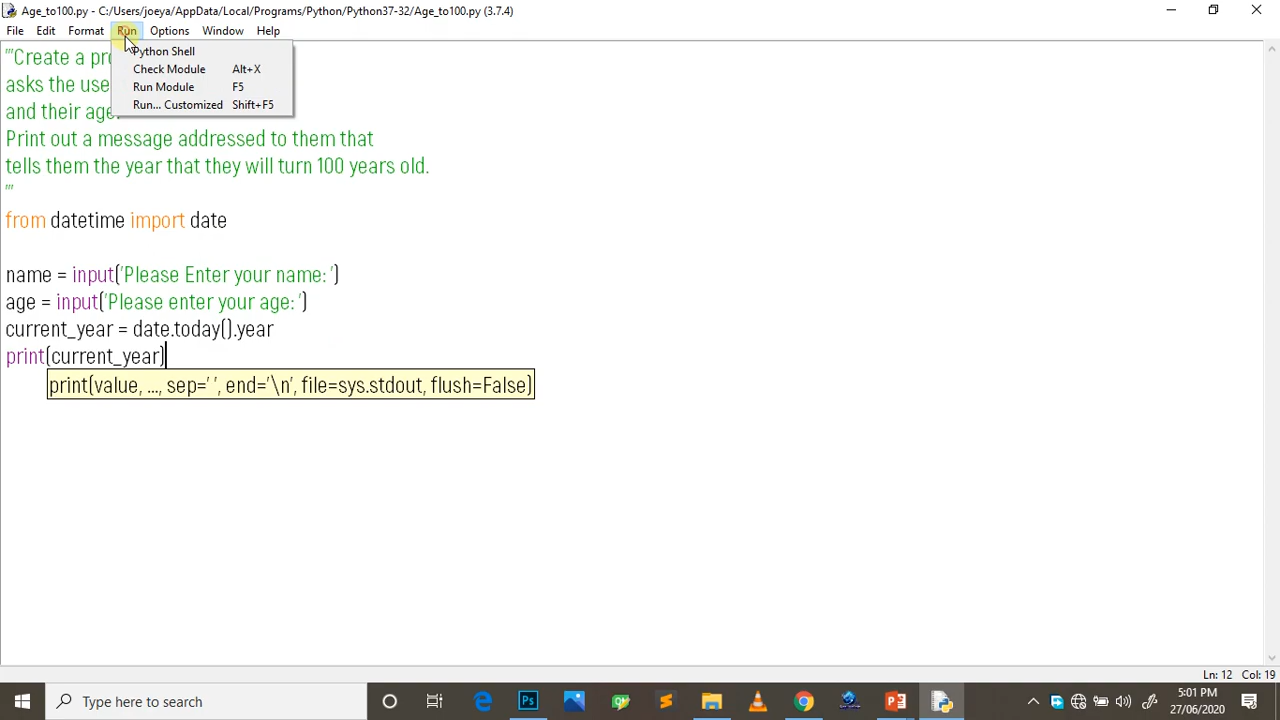 Age_to100.py - C:/Users/joeya/AppData/Local/Programs/Python/Python37-32/Age_to100.py (3.7.4)
File Edit Format Run Options Window Help
Python Shell
Check Module Alt+X
Run Module F5
Run... Customized Shift+F5
'''Create a pro
asks the use
and their age.
Print out a message addressed to them that
tells them the year that they will turn 100 years old.
'''
from datetime import date
name = input('Please Enter your name: ')
age = input('Please enter your age: ')
current_year = date.today().year
print(current_year)
print(value, ..., sep=' ', end='\n', file=sys.stdout, flush=False)
Ln: 12 Col: 19
Type here to search
5:01 PM
27/06/2020